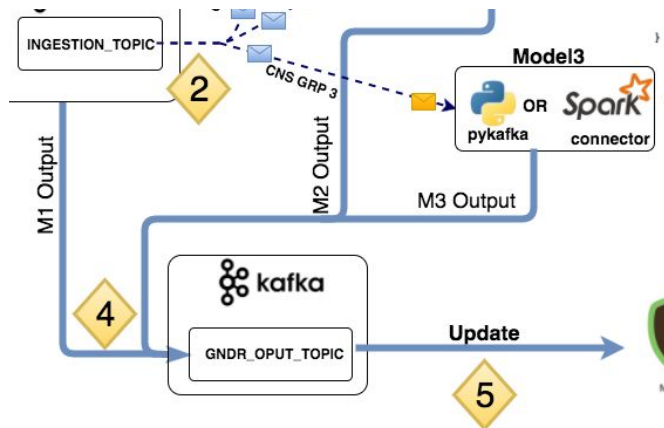 INGESTION_TOPIC
2
CNS GRP 3
Model3
}
OR
Spark
pykafka
connector
M1 Output
M2 Output
M3 Output
4
kafka
GNDR_OPUT_TOPIC
Update
5